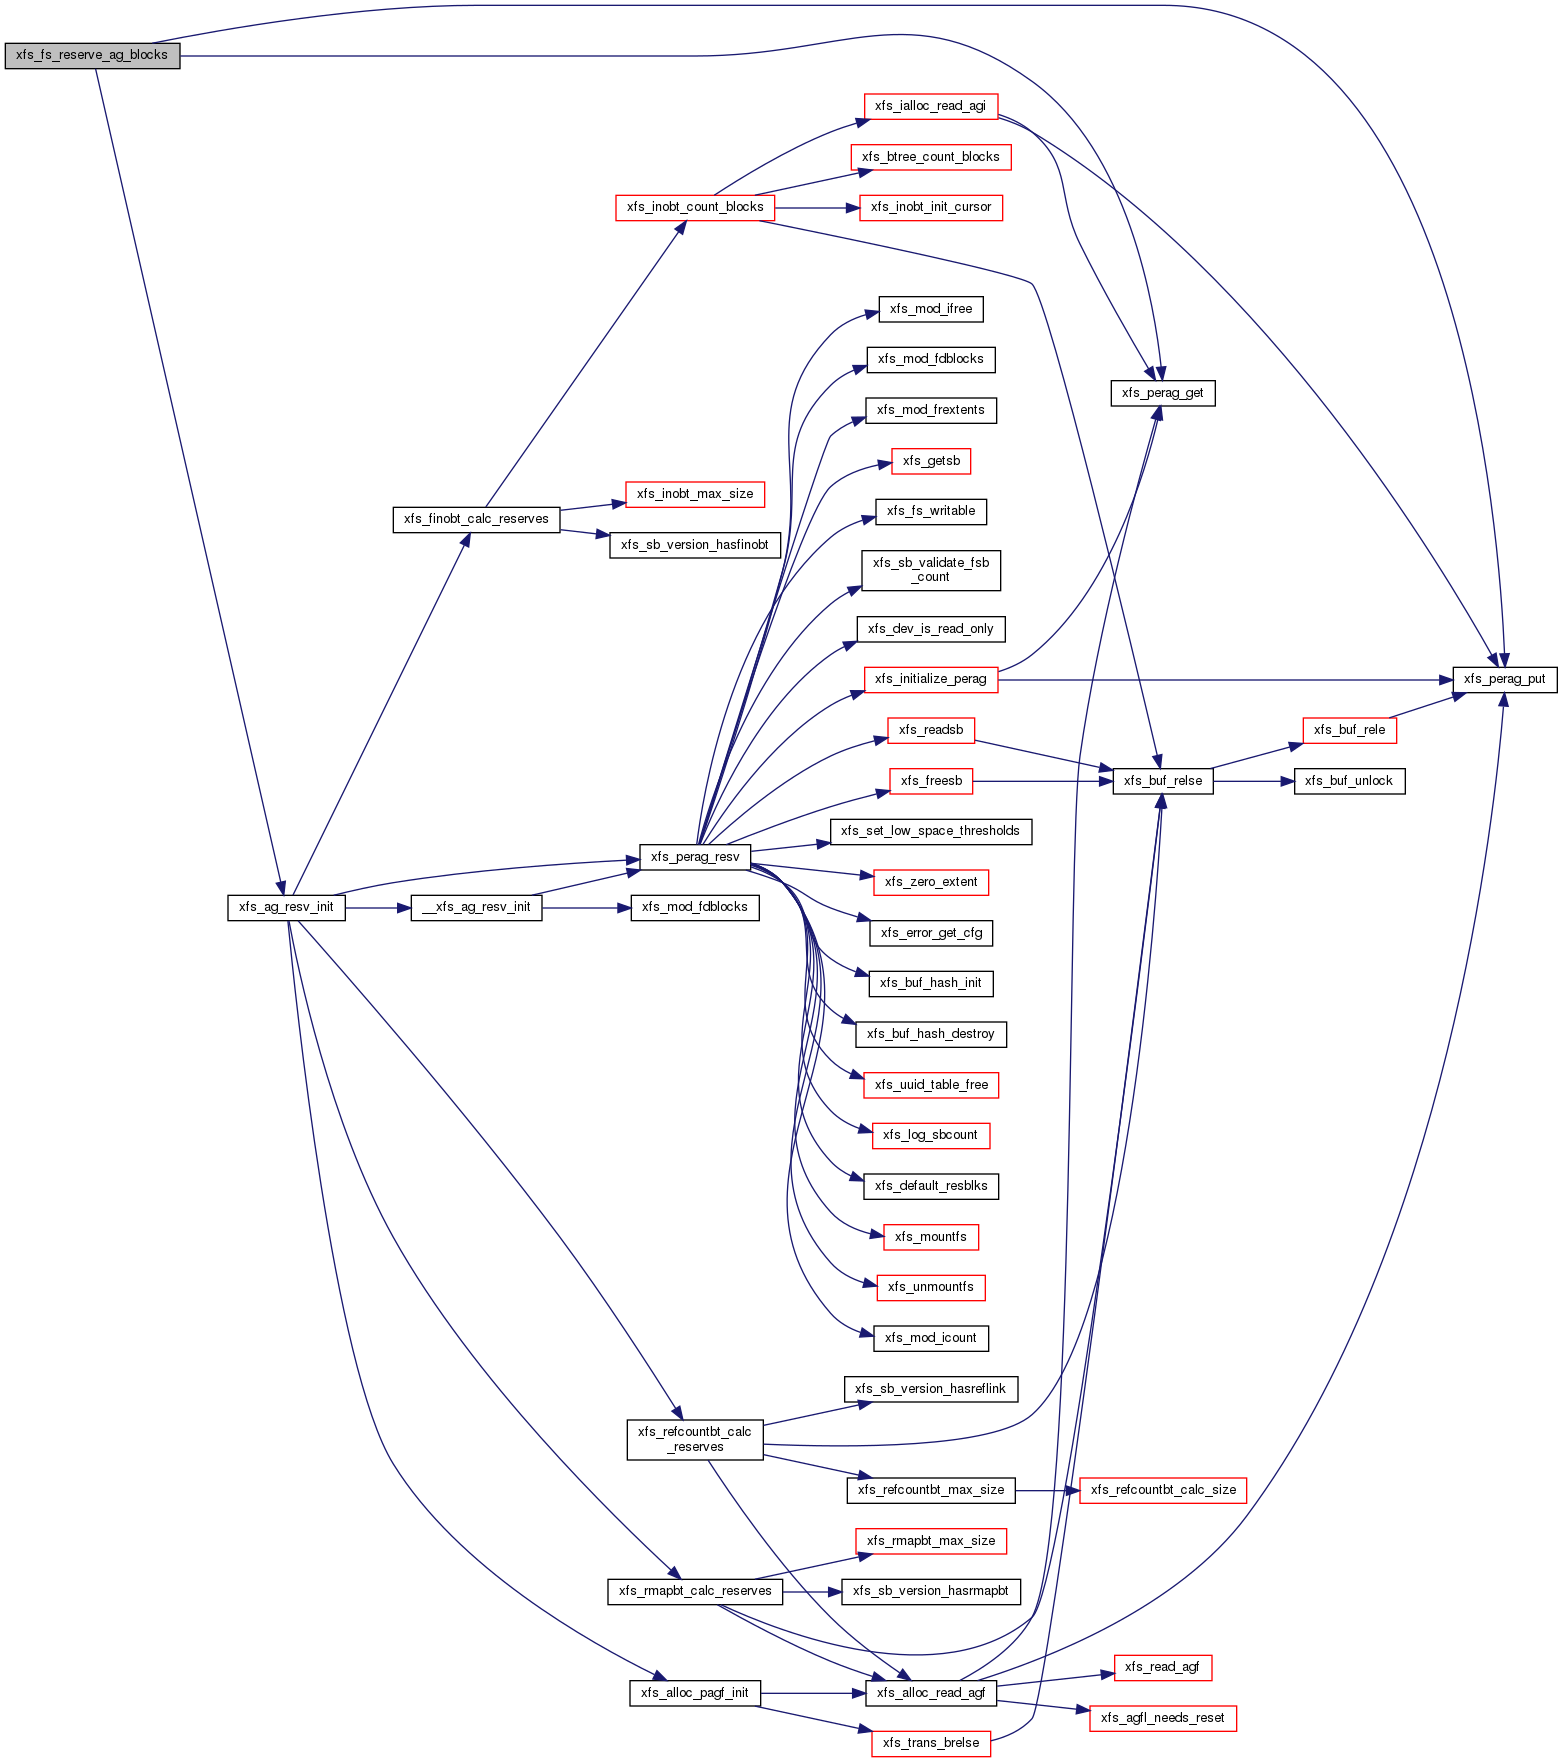 xfs_fs_reserve_ag_blocks
xfs_ialloc_read_agi
xfs_btree_count_blocks
xfs_inobt_count_blocks
xfs_inobt_init_cursor
xfs_mod_ifree
xfs_mod_fdblocks
xfs_perag_get
xfs_mod_frextents
xfs_getsb
xfs_inobt_max_size
xfs_fs_writable
xfs_finobt_calc_reserves
xfs_sb_version_hasfinobt
xfs_sb_validate_fsb
_count
xfs_dev_is_read_only
xfs_initialize_perag
xfs_perag_put
xfs_readsb
xfs_buf_rele
xfs_freesb
xfs_buf_relse
xfs_buf_unlock
xfs_set_low_space_thresholds
xfs_perag_resv
xfs_zero_extent
xfs_ag_resv_init
__xfs_ag_resv_init
xfs_mod_fdblocks
xfs_error_get_cfg
xfs_buf_hash_init
xfs_buf_hash_destroy
xfs_uuid_table_free
xfs_log_sbcount
xfs_default_resblks
xfs_mountfs
xfs_unmountfs
xfs_mod_icount
xfs_sb_version_hasreflink
xfs_refcountbt_calc
_reserves
xfs_refcountbt_max_size
xfs_refcountbt_calc_size
xfs_rmapbt_max_size
xfs_rmapbt_calc_reserves
xfs_sb_version_hasrmapbt
xfs_read_agf
xfs_alloc_pagf_init
xfs_alloc_read_agf
xfs_agfl_needs_reset
xfs_trans_brelse